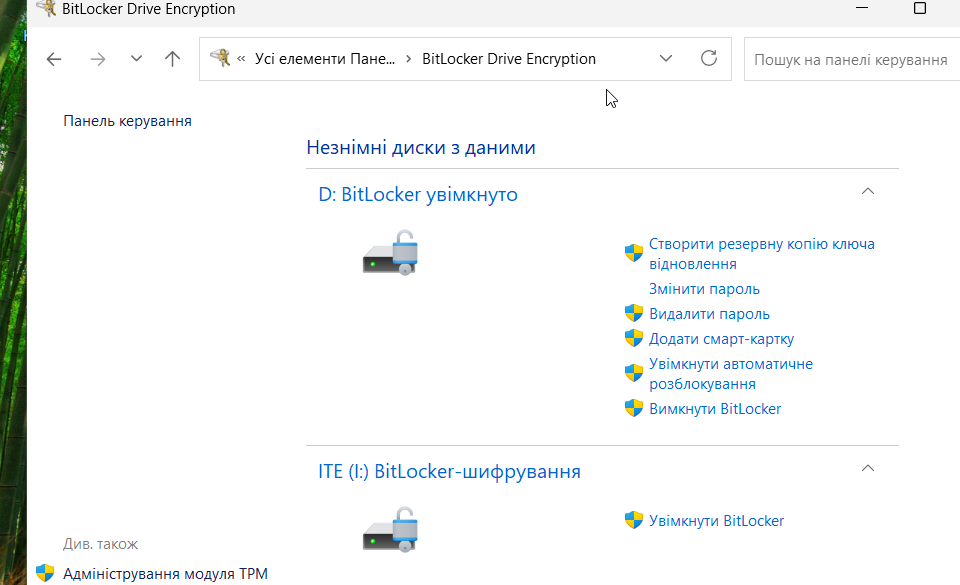 BitLocker Drive Encryption
« Усі елементи Пане... › BitLocker Drive Encryption
Пошук на панелі керування
Панель керування
Незнімні диски з даними
D: BitLocker увімкнуто
Створити резервну копію ключа
відновлення
Змінити пароль
Видалити пароль
Додати смарт-картку
Увімкнути автоматичне
розблокування
Вимкнути BitLocker
ITE (I:) BitLocker-шифрування
Увімкнути BitLocker
Див. також
Адміністрування модуля TPM